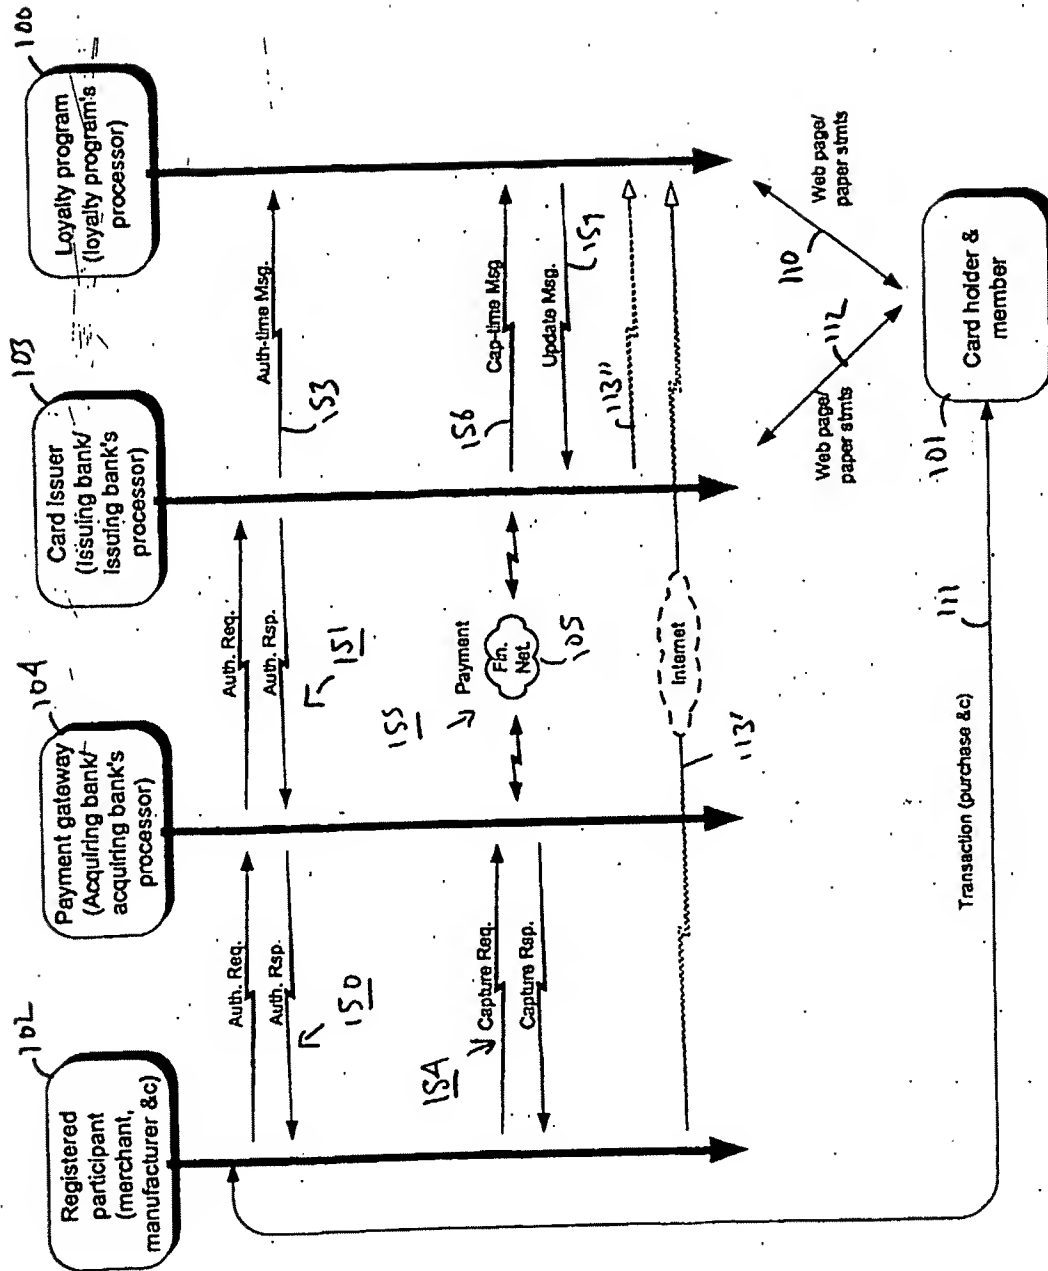 102
Registered
participant
(merchant,
manufacturer &c)
104
Payment gateway
(Acquiring bank/
acquiring bank's
processor)
103
Card Issuer
(Issuing bank/
Issuing bank's
processor)
100
Loyalty program
(loyalty program's
processor)
Auth. Req.
Auth. Rsp.
150
Auth. Req.
Auth. Rsp.
151
Auth-time Msg.
153
154
Capture Req.
Capture Rsp.
155
Payment
Fin.
Net.
105
156
Cap-time Msg
Update Msg.
157
113"
Internet
113'
Web page/
paper stmts
112
Web page/
paper stmts
110
101
Card holder &
member
Transaction (purchase &c)
111